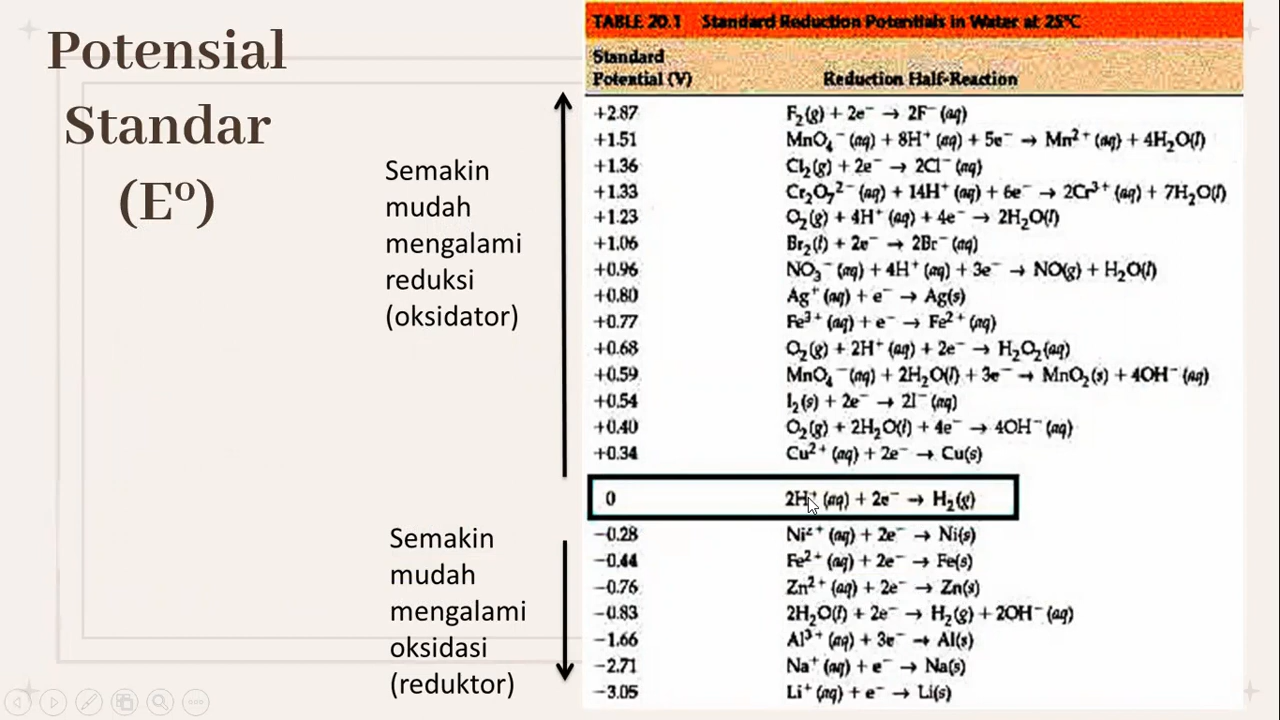 Potensial
Standar
(Eº)
Semakin
mudah
mengalami
reduksi
(oksidator)
Semakin
mudah
mengalami
oksidasi
(reduktor)
TABLE 20.1 Standard Reduction Potentials in Water at 25°C
Standard
Potential (V) Reduction Half-Reaction
+2.87 F₂(g) + 2e⁻ → 2F⁻ (aq)
+1.51 MnO₄⁻ (aq) + 8H⁺ (aq) + 5e⁻ → Mn²⁺ (aq) + 4H₂O(l)
+1.36 Cl₂(g) + 2e⁻ → 2Cl⁻ (aq)
+1.33 Cr₂O₇²⁻ (aq) + 14H⁺ (aq) + 6e⁻ → 2Cr³⁺ (aq) + 7H₂O(l)
+1.23 O₂(g) + 4H⁺ (aq) + 4e⁻ → 2H₂O(l)
+1.06 Br₂(l) + 2e⁻ → 2Br⁻ (aq)
+0.96 NO₃⁻ (aq) + 4H⁺ (aq) + 3e⁻ → NO(g) + H₂O(l)
+0.80 Ag⁺ (aq) + e⁻ → Ag(s)
+0.77 Fe³⁺ (aq) + e⁻ → Fe²⁺ (aq)
+0.68 O₂(g) + 2H⁺ (aq) + 2e⁻ → H₂O₂(aq)
+0.59 MnO₄⁻ (aq) + 2H₂O(l) + 3e⁻ → MnO₂(s) + 4OH⁻ (aq)
+0.54 I₂(s) + 2e⁻ → 2I⁻ (aq)
+0.40 O₂(g) + 2H₂O(l) + 4e⁻ → 4OH⁻ (aq)
+0.34 Cu²⁺ (aq) + 2e⁻ → Cu(s)
0 2H⁺ (aq) + 2e⁻ → H₂(g)
−0.28 Ni²⁺ (aq) + 2e⁻ → Ni(s)
−0.44 Fe²⁺ (aq) + 2e⁻ → Fe(s)
−0.76 Zn²⁺ (aq) + 2e⁻ → Zn(s)
−0.83 2H₂O(l) + 2e⁻ → H₂(g) + 2OH⁻ (aq)
−1.66 Al³⁺ (aq) + 3e⁻ → Al(s)
−2.71 Na⁺ (aq) + e⁻ → Na(s)
−3.05 Li⁺ (aq) + e⁻ → Li(s)